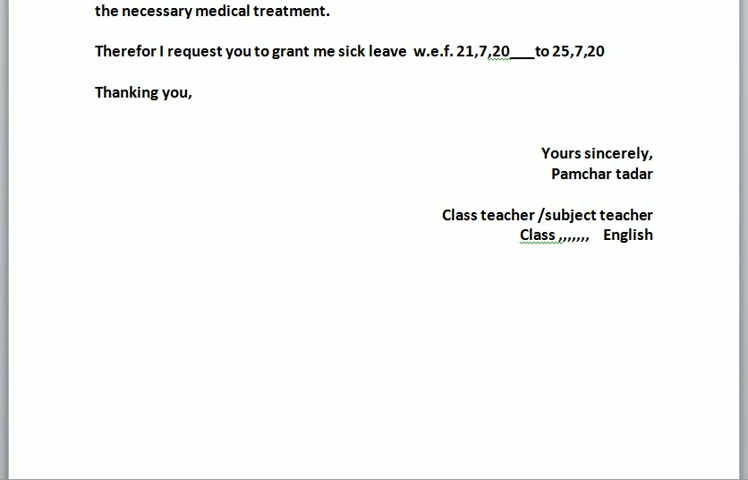 the necessary medical treatment.
Therefor I request you to grant me sick leave w.e.f. 21,7,20___to 25,7,20
Thanking you,
Yours sincerely,
Pamchar tadar
Class teacher /subject teacher
Class ,,,,,,, English